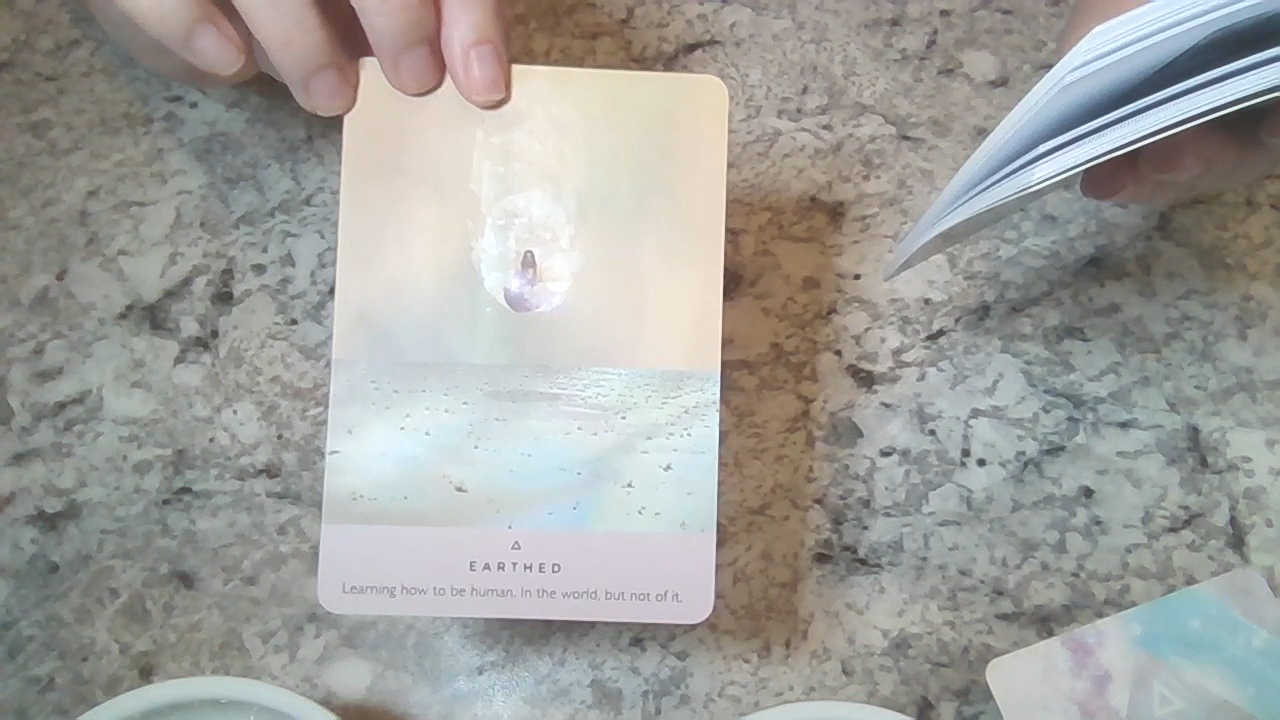 EARTHED
Learning how to be human. In the world, but not of it.